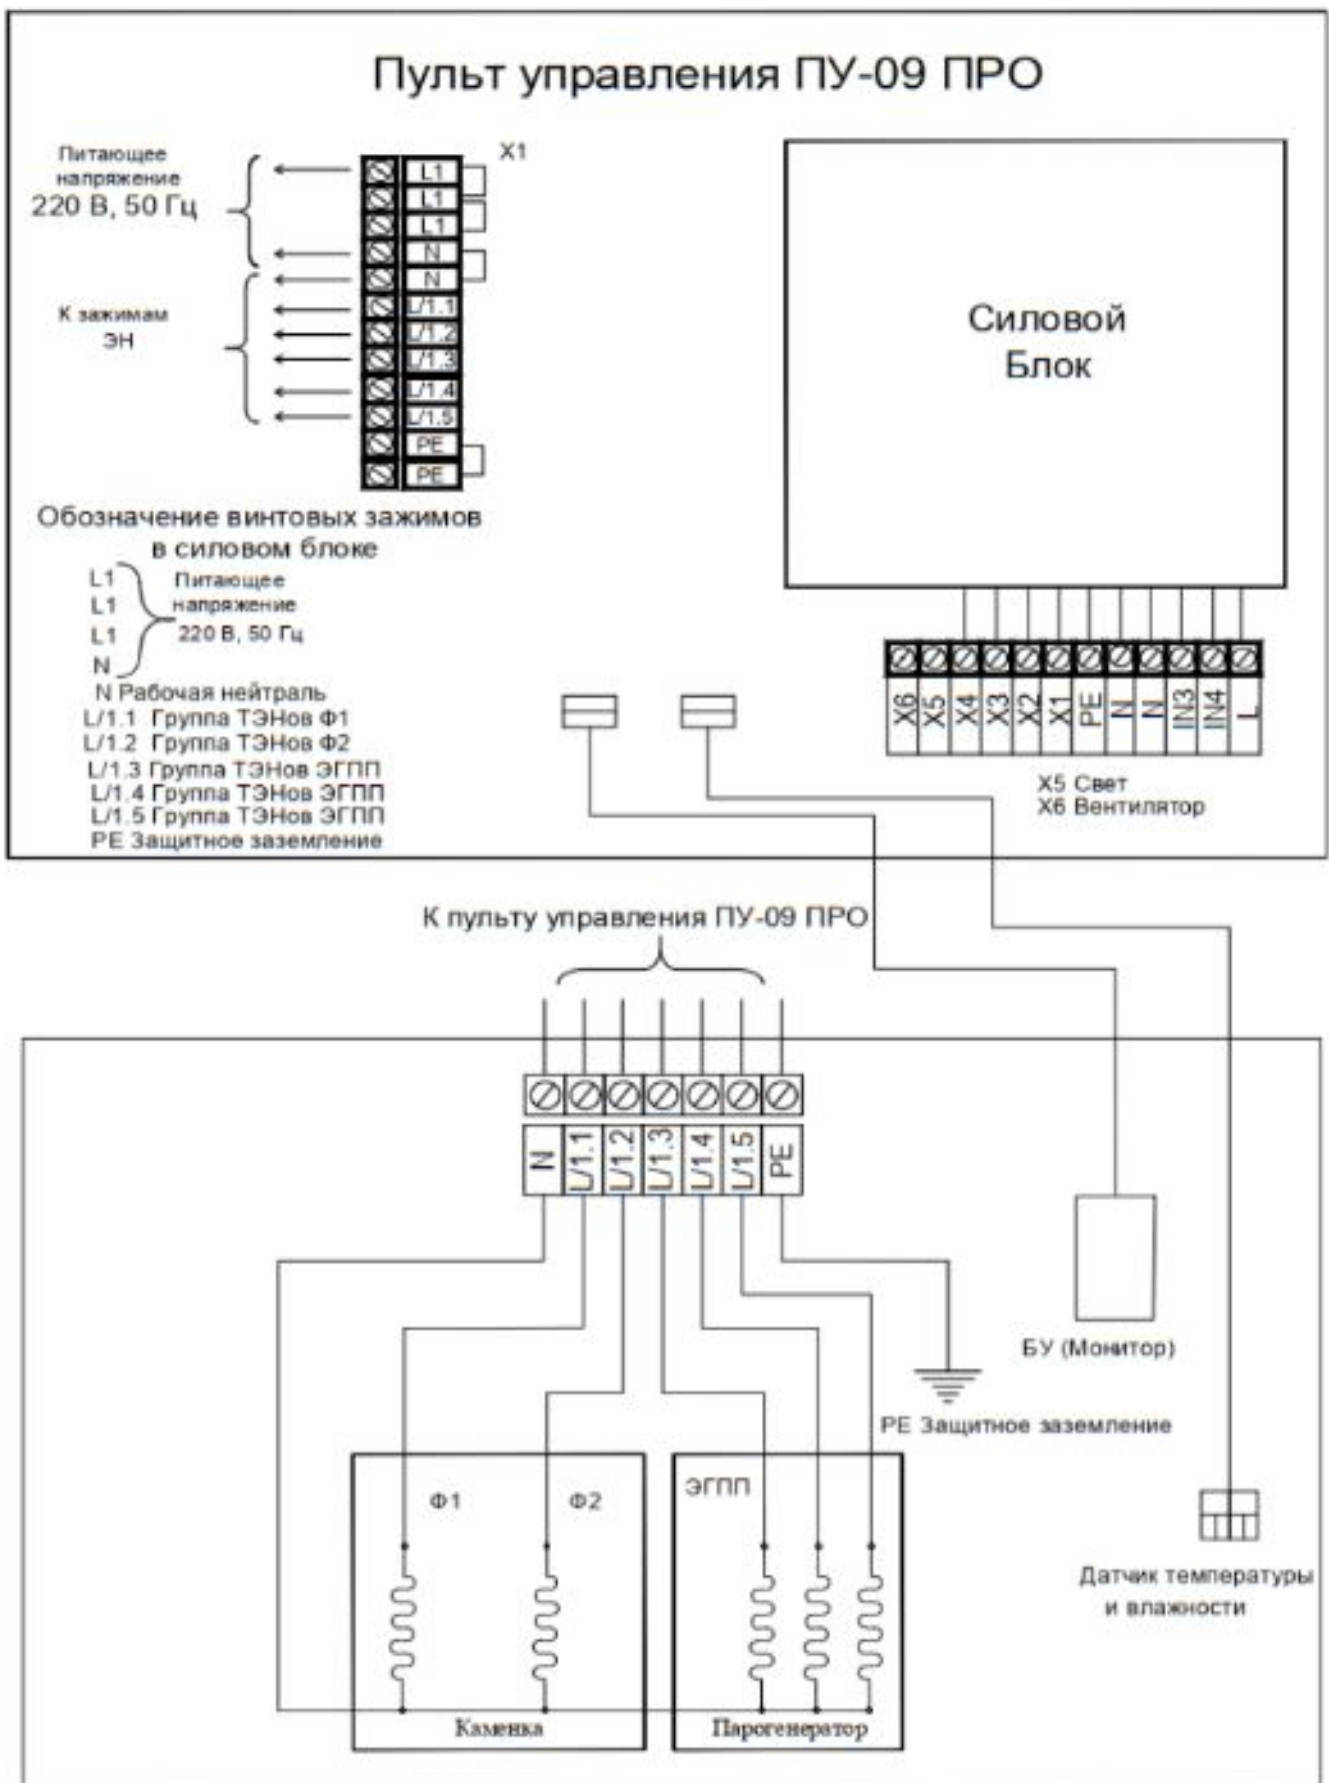 Пульт управления ПУ-09 ПРО
Питающее
напряжение
220 В, 50 Гц
К зажимам
ЭН
X1
L1
L1
L1
N
N
L/1.1
L/1.2
L/1.3
L/1.4
L/1.5
PE
PE
Силовой
Блок
Обозначение винтовых зажимов
в силовом блоке
L1
L1
L1
N
Питающее
напряжение
220 В, 50 Гц
N Рабочая нейтраль
L/1.1 Группа ТЭНов Ф1
L/1.2 Группа ТЭНов Ф2
L/1.3 Группа ТЭНов ЭГПП
L/1.4 Группа ТЭНов ЭГПП
L/1.5 Группа ТЭНов ЭГПП
PE Защитное заземление
X6
X5
X4
X3
X2
X1
PE
N
N
IN3
IN4
L
X5 Свет
X6 Вентилятор
К пульту управления ПУ-09 ПРО
N
L/1.1
L/1.2
L/1.3
L/1.4
L/1.5
PE
БУ (Монитор)
PE Защитное заземление
Ф1
Ф2
ЭГПП
Каменка
Парогенератор
Датчик температуры
и влажности